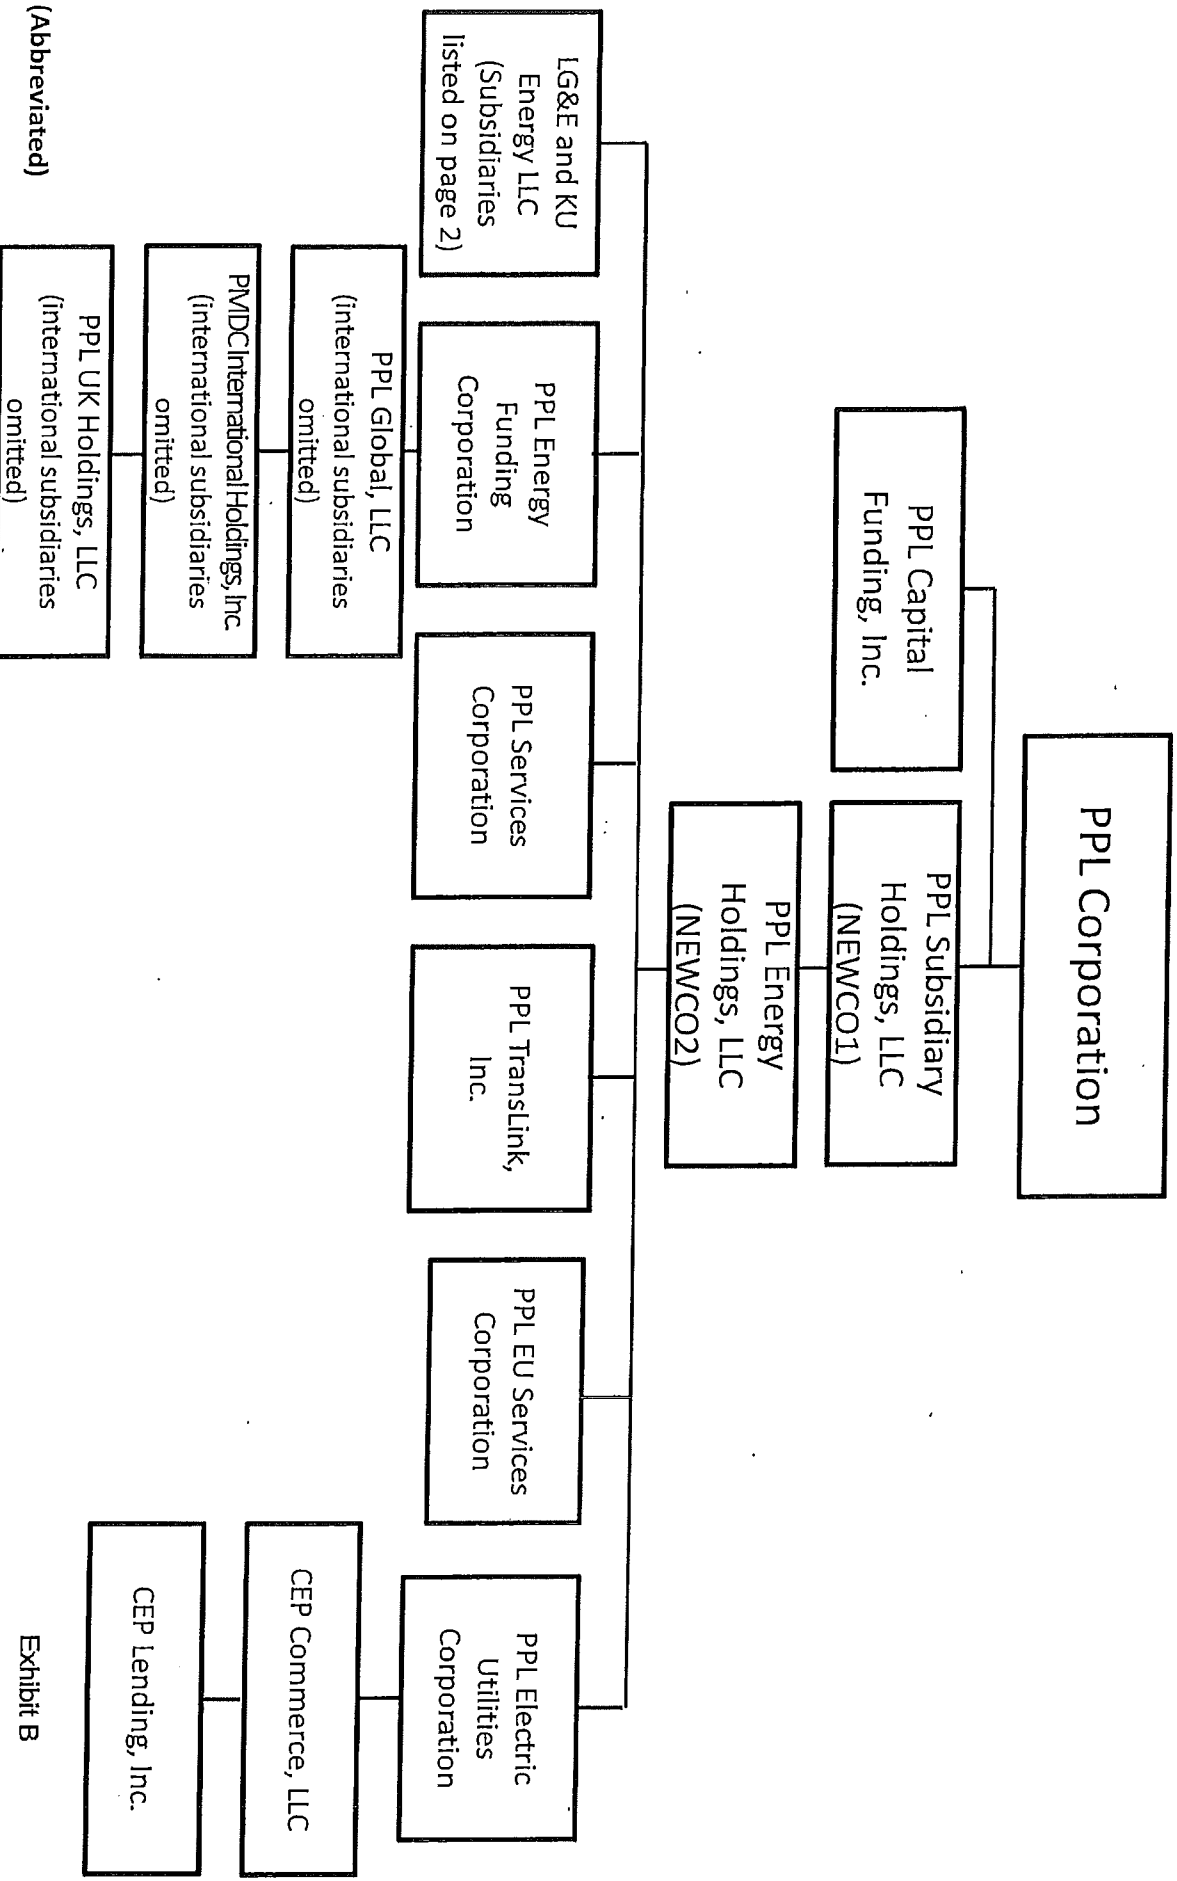 PPL Corporation
PPL Capital
Funding, Inc.
PPL Subsidiary
Holdings, LLC
(NEWCO1)
PPL Energy
Holdings, LLC
(NEWCO2)
LG&E and KU
Energy LLC
(Subsidiaries
listed on page 2)
PPL Energy
Funding
Corporation
PPL Services
Corporation
PPL TransLink,
Inc.
PPL EU Services
Corporation
PPL Electric
Utilities
Corporation
PPL Global, LLC
(international subsidiaries
omitted)
PMDC International Holdings, Inc.
(international subsidiaries
omitted)
PPL UK Holdings, LLC
(international subsidiaries
omitted)
CEP Commerce, LLC
CEP Lending, Inc.
(Abbreviated)
Exhibit B